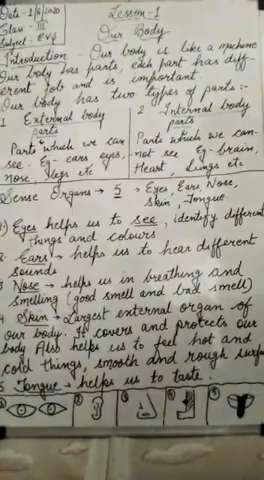 Date - 1/6/2020
Lesson - 1
Class - III
Our Body
Subject - EVS
Introduction - Our body is like a machine
Our body has parts, each part has diff-
erent job and is important.
Our body has two types of parts:-
1 External body
parts
Parts which we can
see. Eg - ears, eyes,
Nose, legs etc
2 Internal body
parts
Parts which we can-
not see. Eg - brain,
Heart, Lungs etc
Sense Organs → 5 - Eyes, Ears, Nose,
Skin, Tongue
1) Eyes helps us to see, identify different
things and colours
2 Ears → helps us to hear different
sounds
3 Nose → helps us in breathing and
smelling (good smell and bad smell)
4 Skin → Largest external organ of
our body. It covers and protects our
body Also helps us to feel hot and
cold things, smooth and rough surf
5 Tongue → helps us to taste.